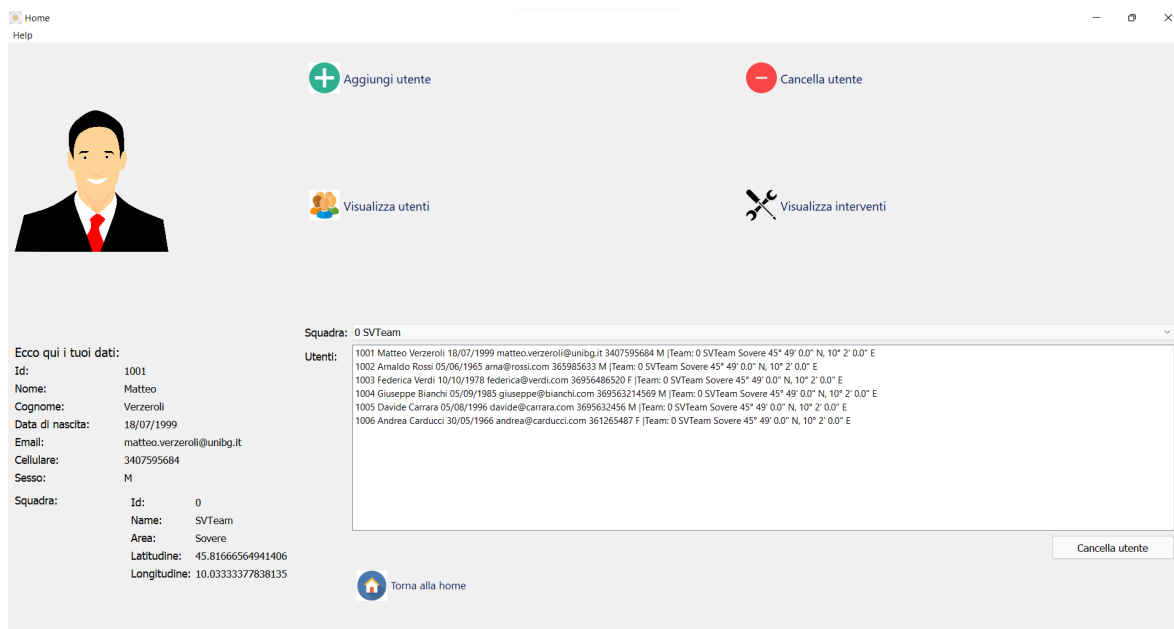 Home
Help
Aggiungi utente
Cancella utente
Visualizza utenti
Visualizza interventi
Squadra: 0 SVTeam
Ecco qui i tuoi dati:
Id: 1001
Nome: Matteo
Cognome: Verzeroli
Data di nascita: 18/07/1999
Email: matteo.verzeroli@unibg.it
Cellulare: 3407595684
Sesso: M
Squadra:
Id: 0
Name: SVTeam
Area: Sovere
Latitudine: 45.81666564941406
Longitudine: 10.03333377838135
Utenti:
1001 Matteo Verzeroli 18/07/1999 matteo.verzeroli@unibg.it 3407595684 M |Team: 0 SVTeam Sovere 45° 49' 0.0" N, 10° 2' 0.0" E
1002 Arnaldo Rossi 05/06/1965 arna@rossi.com 365985633 M |Team: 0 SVTeam Sovere 45° 49' 0.0" N, 10° 2' 0.0" E
1003 Federica Verdi 10/10/1978 federica@verdi.com 36956486520 F |Team: 0 SVTeam Sovere 45° 49' 0.0" N, 10° 2' 0.0" E
1004 Giuseppe Bianchi 05/09/1985 giuseppe@bianchi.com 369563214569 M |Team: 0 SVTeam Sovere 45° 49' 0.0" N, 10° 2' 0.0" E
1005 Davide Carrara 05/08/1996 davide@carrara.com 3695632456 M |Team: 0 SVTeam Sovere 45° 49' 0.0" N, 10° 2' 0.0" E
1006 Andrea Carducci 30/05/1966 andrea@carducci.com 361265487 F |Team: 0 SVTeam Sovere 45° 49' 0.0" N, 10° 2' 0.0" E
Cancella utente
Torna alla home